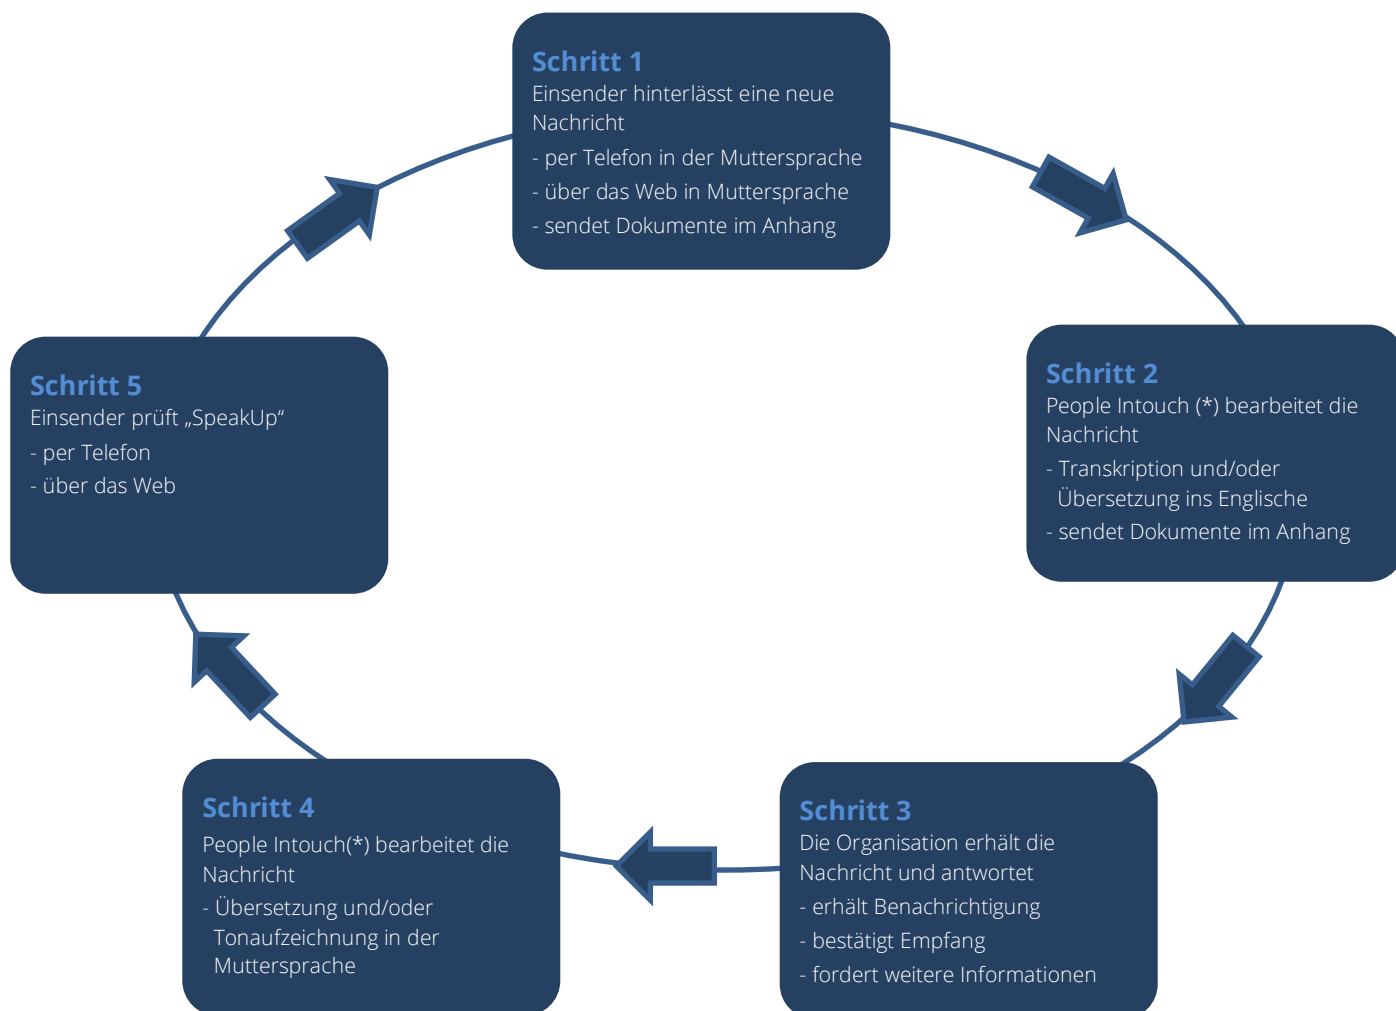 Schritt 1
Einsender hinterlässt eine neue
Nachricht
- per Telefon in der Muttersprache
- über das Web in Muttersprache
- sendet Dokumente im Anhang
Schritt 2
People Intouch (*) bearbeitet die
Nachricht
- Transkription und/oder
Übersetzung ins Englische
- sendet Dokumente im Anhang
Schritt 3
Die Organisation erhält die
Nachricht und antwortet
- erhält Benachrichtigung
- bestätigt Empfang
- fordert weitere Informationen
Schritt 4
People Intouch(*) bearbeitet die
Nachricht
- Übersetzung und/oder
Tonaufzeichnung in der
Muttersprache
Schritt 5
Einsender prüft „SpeakUp“
- per Telefon
- über das Web